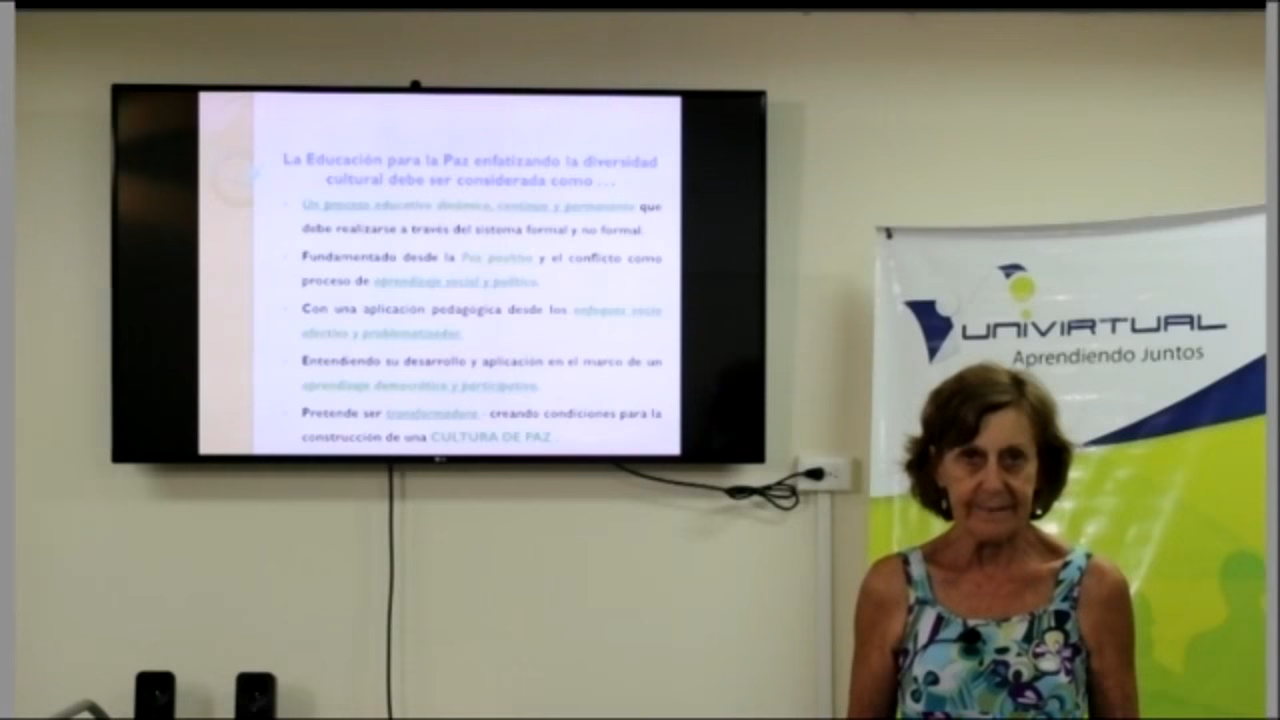 La Educación para la Paz enfatizando la diversidad
cultural debe ser considerada como ...
Un proceso educativo dinámico, continuo y permanente que
debe realizarse a través del sistema formal y no formal.
Fundamentado desde la Paz positiva y el conflicto como
proceso de aprendizaje social y político.
Con una aplicación pedagógica desde los enfoques socio
afectivo y problematizador.
Entendiendo su desarrollo y aplicación en el marco de un
aprendizaje democrático y participativo.
Pretende ser transformadora creando condiciones para la
construcción de una CULTURA DE PAZ.
UNIVIRTUAL
Aprendiendo Juntos